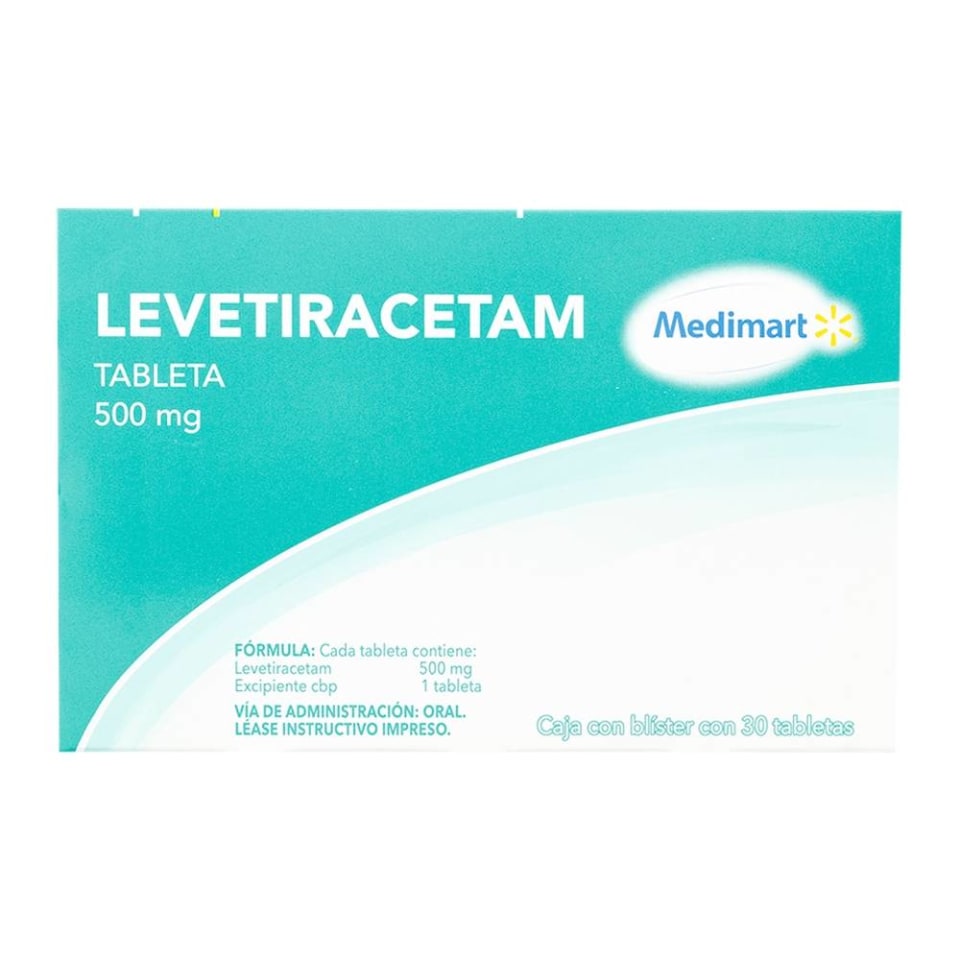 LEVETIRACETAM
TABLETA
500 mg
Medimart
FÓRMULA: Cada tableta contiene:
Levetiracetam 500 mg
Excipiente cbp 1 tableta
VÍA DE ADMINISTRACIÓN: ORAL.
LÉASE INSTRUCTIVO IMPRESO.
Caja con blíster con 30 tabletas